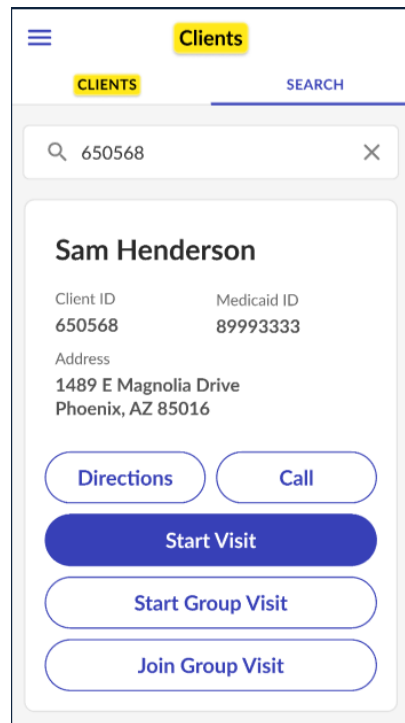 Clients
CLIENTS SEARCH
650568
Sam Henderson
Client ID Medicaid ID
650568 89993333
Address
1489 E Magnolia Drive
Phoenix, AZ 85016
Directions Call
Start Visit
Start Group Visit
Join Group Visit